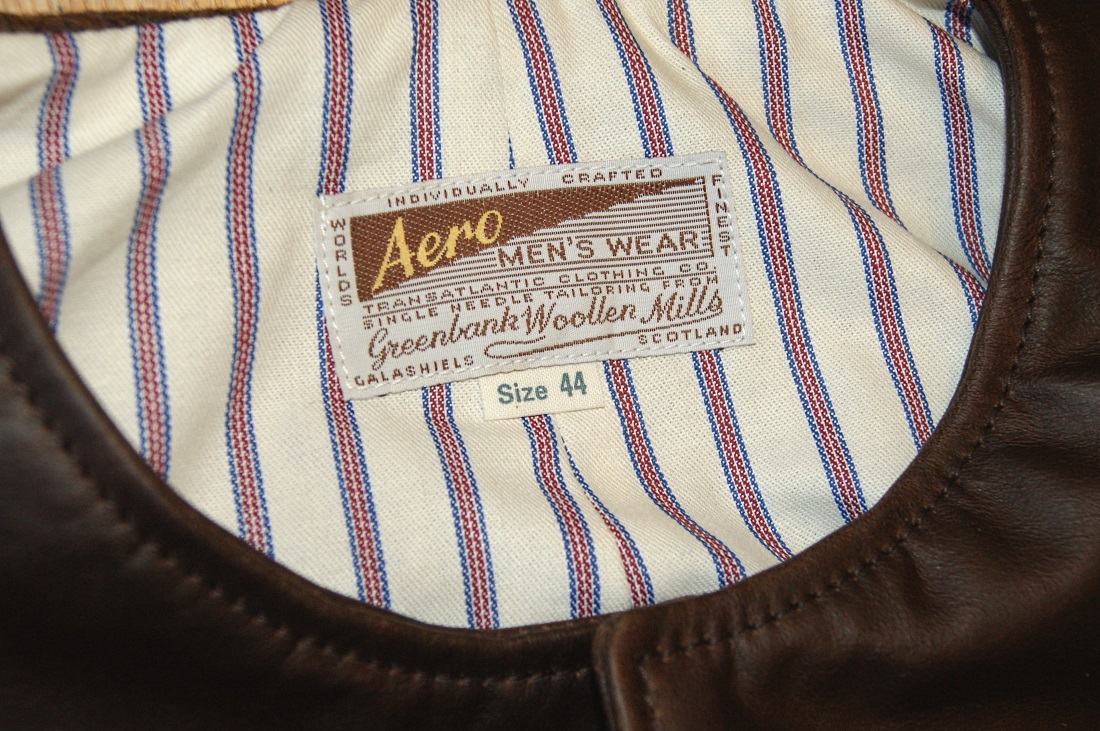 INDIVIDUALLY CRAFTED
WORLDS
FINEST
Aero
MEN'S WEAR
TRANSATLANTIC CLOTHING CO.
SINGLE NEEDLE TAILORING FROM
Greenbank Woollen Mills
GALASHIELS
SCOTLAND
Size 44